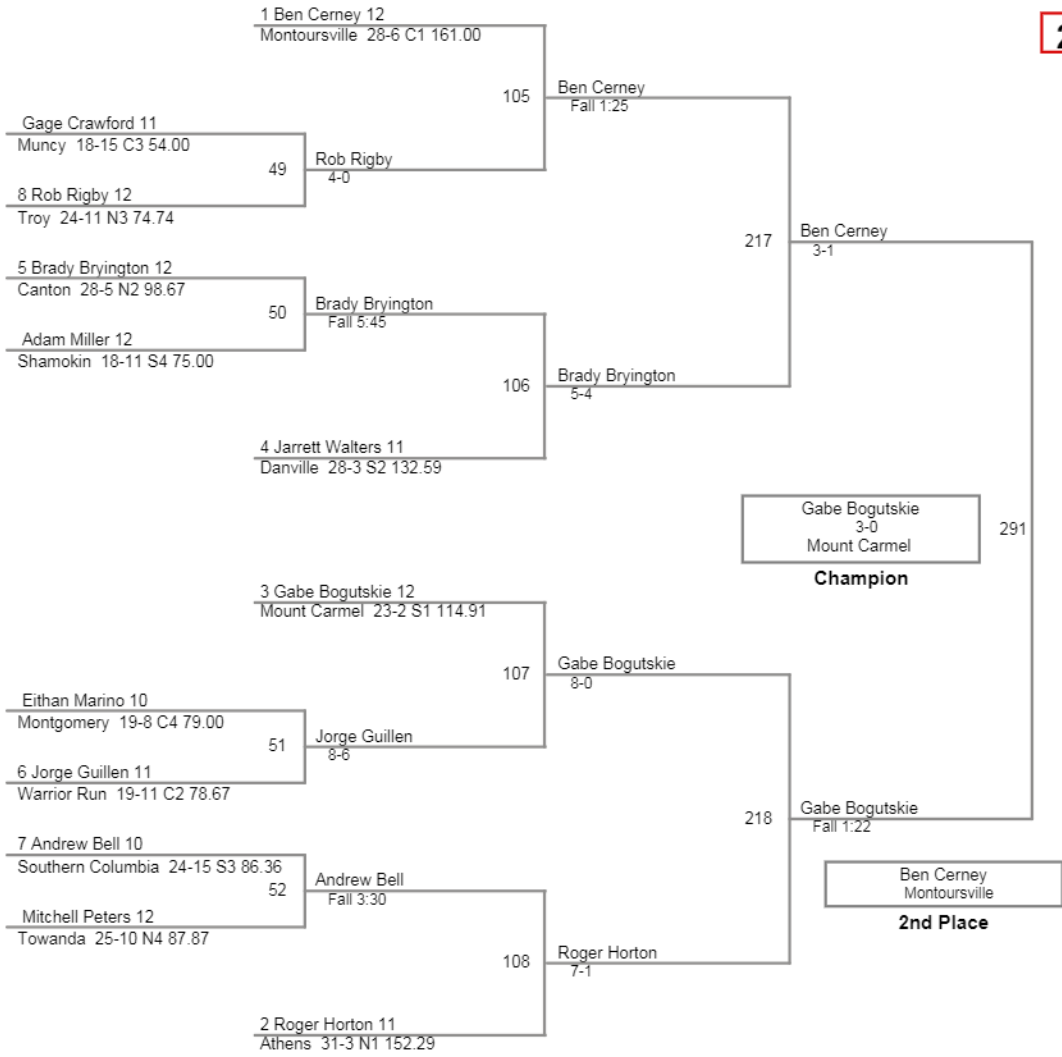 1 Ben Cerney 12
Montoursville 28-6 C1 161.00
2
105
Ben Cerney
Fall 1:25
Gage Crawford 11
Muncy 18-15 C3 54.00
49
Rob Rigby
4-0
8 Rob Rigby 12
Troy 24-11 N3 74.74
217
Ben Cerney
3-1
5 Brady Bryington 12
Canton 28-5 N2 98.67
50
Brady Bryington
Fall 5:45
Adam Miller 12
Shamokin 18-11 S4 75.00
106
Brady Bryington
5-4
4 Jarrett Walters 11
Danville 28-3 S2 132.59
Gabe Bogutskie
3-0
Mount Carmel
291
Champion
3 Gabe Bogutskie 12
Mount Carmel 23-2 S1 114.91
107
Gabe Bogutskie
8-0
Eithan Marino 10
Montgomery 19-8 C4 79.00
51
Jorge Guillen
8-6
6 Jorge Guillen 11
Warrior Run 19-11 C2 78.67
218
Gabe Bogutskie
Fall 1:22
7 Andrew Bell 10
Southern Columbia 24-15 S3 86.36
52
Andrew Bell
Fall 3:30
Ben Cerney
Montoursville
2nd Place
Mitchell Peters 12
Towanda 25-10 N4 87.87
108
Roger Horton
7-1
2 Roger Horton 11
Athens 31-3 N1 152.29